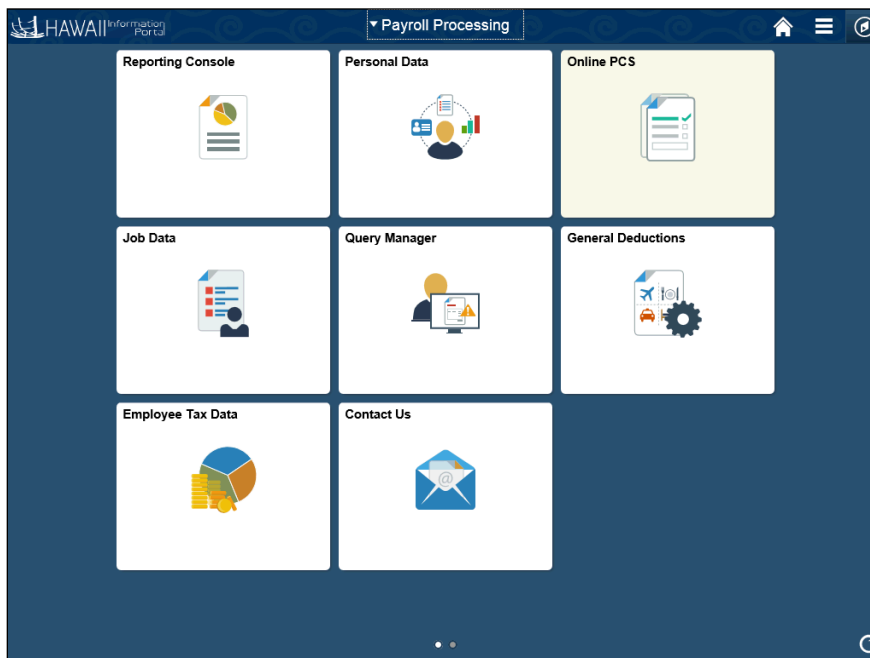 HAWAII Information Portal
Payroll Processing
Reporting Console
Personal Data
Online PCS
Job Data
Query Manager
General Deductions
Employee Tax Data
Contact Us
@